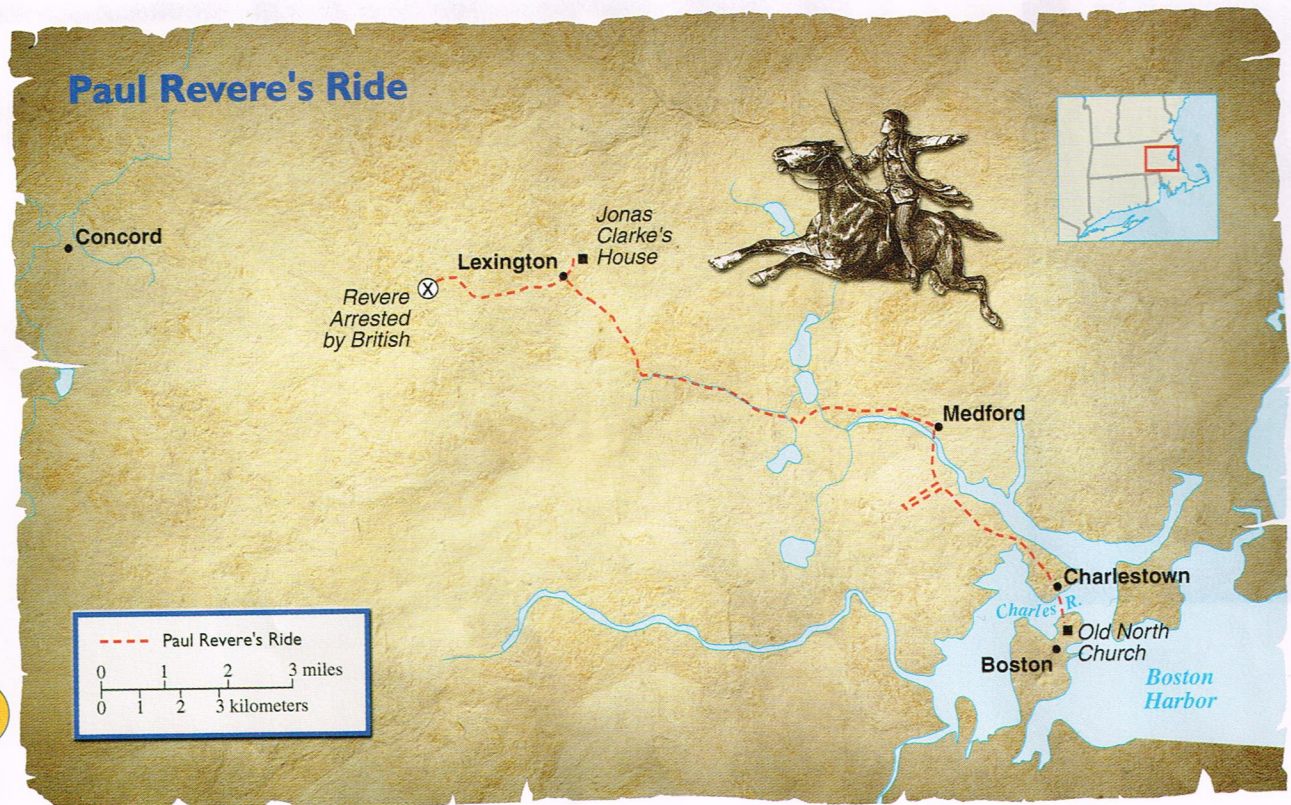 Paul Revere's Ride
Concord
Jonas
Clarke's
House
Lexington
Revere
Arrested
by British
X
Medford
Charlestown
Charles R.
Old North
Church
Boston
Boston
Harbor
Paul Revere's Ride
0 1 2 3 miles
0 1 2 3 kilometers